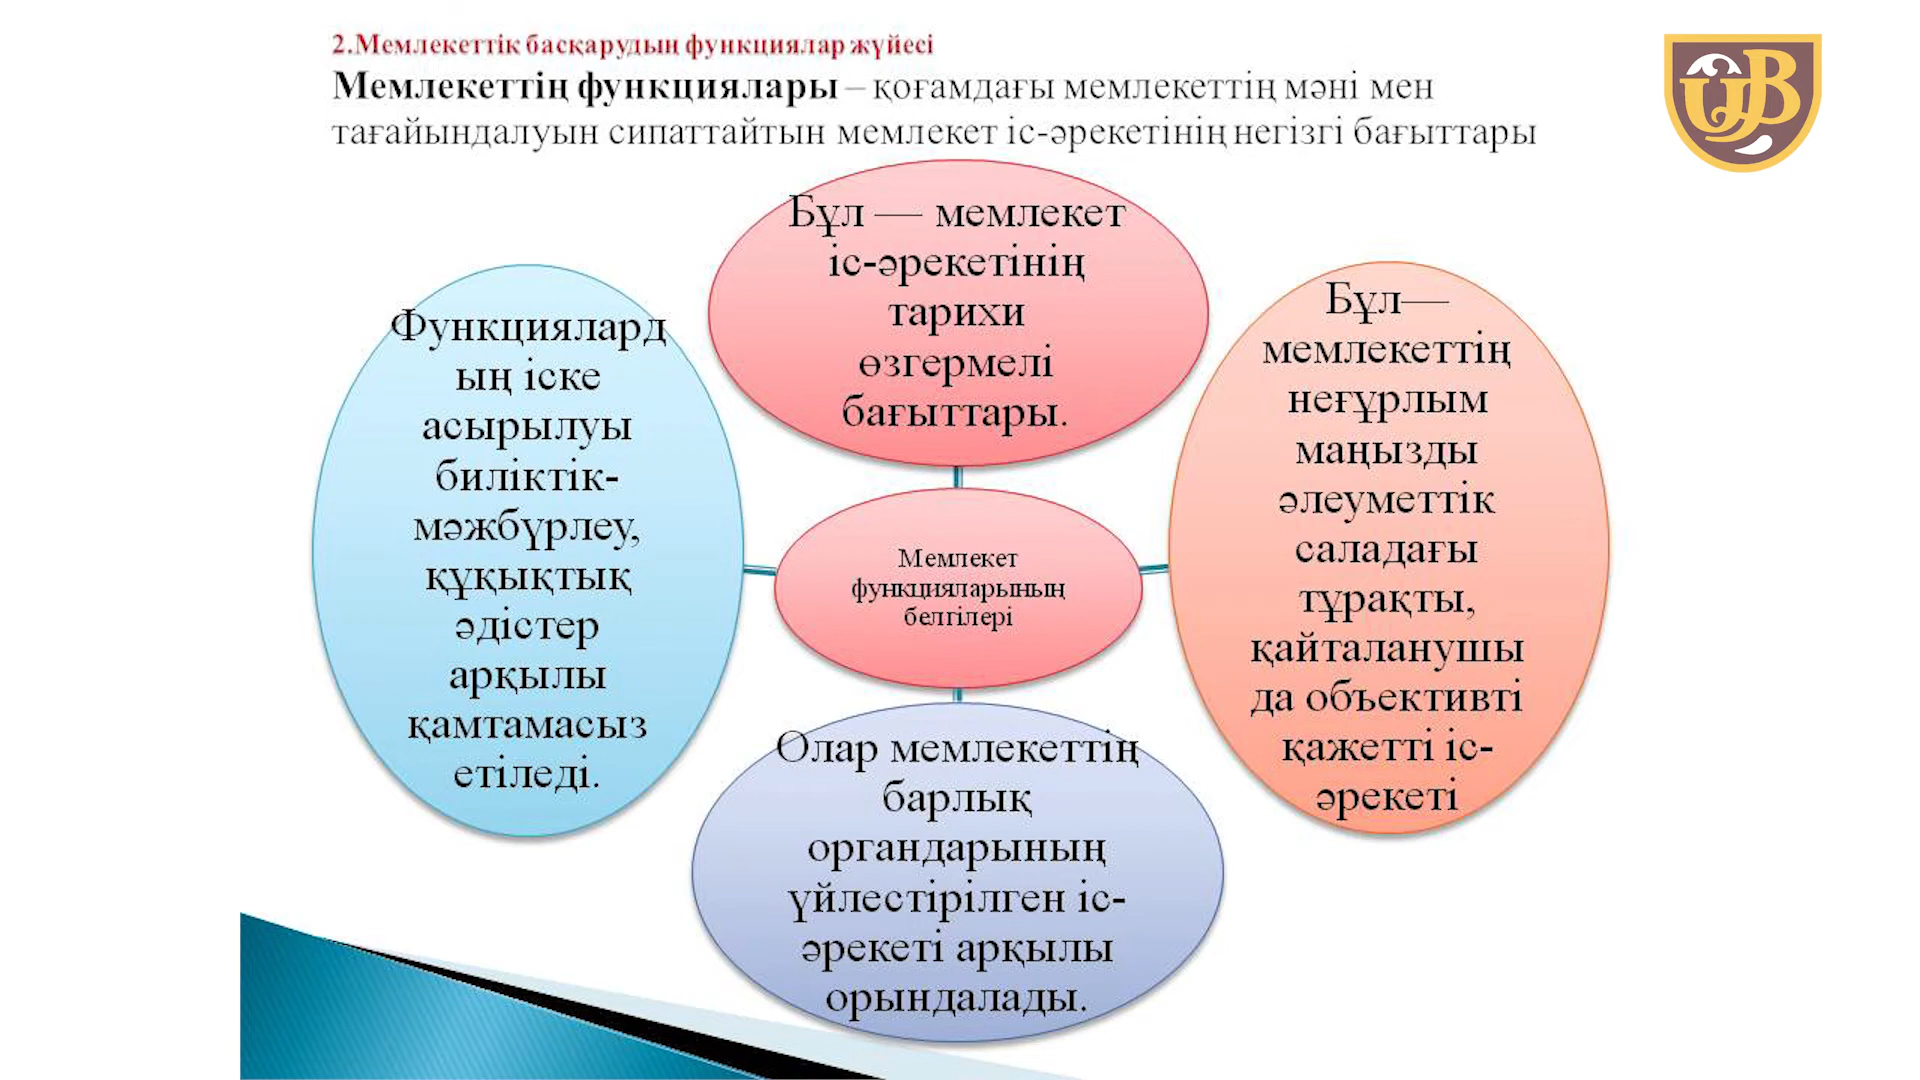 2.Мемлекеттік басқарудың функциялар жүйесі
Мемлекеттің функциялары – қоғамдағы мемлекеттің мәні мен
тағайындалуын сипаттайтын мемлекет іс-әрекетінің негізгі бағыттары
Бұл — мемлекет
іс-әрекетінің
тарихи
өзгермелі
бағыттары.
Функциялард
ың іске
асырылуы
биліктік-
мәжбүрлеу,
құқықтық
әдістер
арқылы
қамтамасыз
етіледі.
Мемлекет
функцияларының
белгілері
Бұл—
мемлекеттің
неғұрлым
маңызды
әлеуметтік
саладағы
тұрақты,
қайталанушы
да объективті
қажетті іс-
әрекеті
Олар мемлекеттің
барлық
органдарының
үйлестірілген іс-
әрекеті арқылы
орындалады.